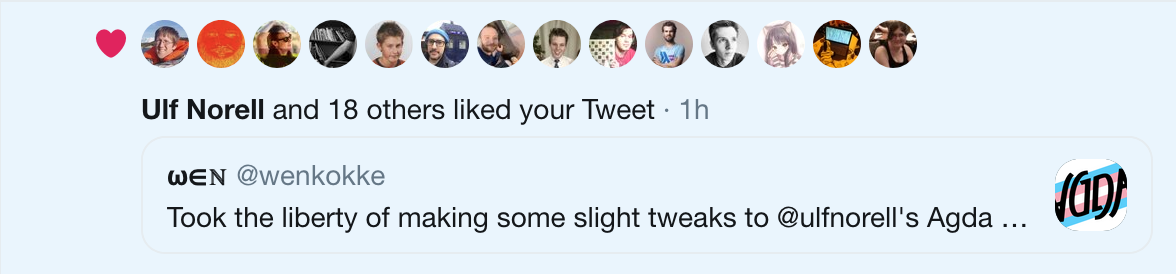 Ulf Norell and 18 others liked your Tweet · 1h
ω∈ℕ @wenkokke
Took the liberty of making some slight tweaks to @ulfnorell's Agda …
AGDA